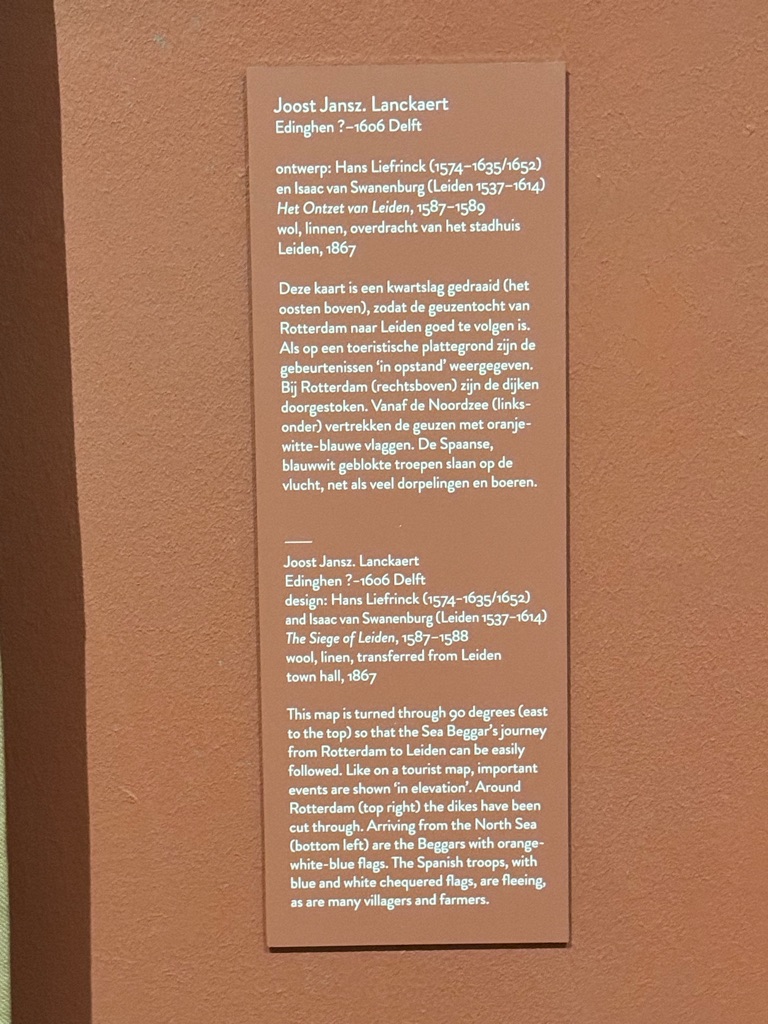 Joost Jansz. Lanckaert
Edinghen ?–1606 Delft
ontwerp: Hans Liefrinck (1574–1635/1652)
en Isaac van Swanenburg (Leiden 1537–1614)
Het Ontzet van Leiden, 1587–1589
wol, linnen, overdracht van het stadhuis
Leiden, 1867
Deze kaart is een kwartslag gedraaid (het
oosten boven), zodat de geuzentocht van
Rotterdam naar Leiden goed te volgen is.
Als op een toeristische plattegrond zijn de
gebeurtenissen ‘in opstand’ weergegeven.
Bij Rotterdam (rechtsboven) zijn de dijken
doorgestoken. Vanaf de Noordzee (links-
onder) vertrekken de geuzen met oranje-
witte-blauwe vlaggen. De Spaanse,
blauwwit geblokte troepen slaan op de
vlucht, net als veel dorpelingen en boeren.
Joost Jansz. Lanckaert
Edinghen ?–1606 Delft
design: Hans Liefrinck (1574–1635/1652)
and Isaac van Swanenburg (Leiden 1537–1614)
The Siege of Leiden, 1587–1588
wool, linen, transferred from Leiden
town hall, 1867
This map is turned through 90 degrees (east
to the top) so that the Sea Beggar’s journey
from Rotterdam to Leiden can be easily
followed. Like on a tourist map, important
events are shown ‘in elevation’. Around
Rotterdam (top right) the dikes have been
cut through. Arriving from the North Sea
(bottom left) are the Beggars with orange-
white-blue flags. The Spanish troops, with
blue and white chequered flags, are fleeing,
as are many villagers and farmers.